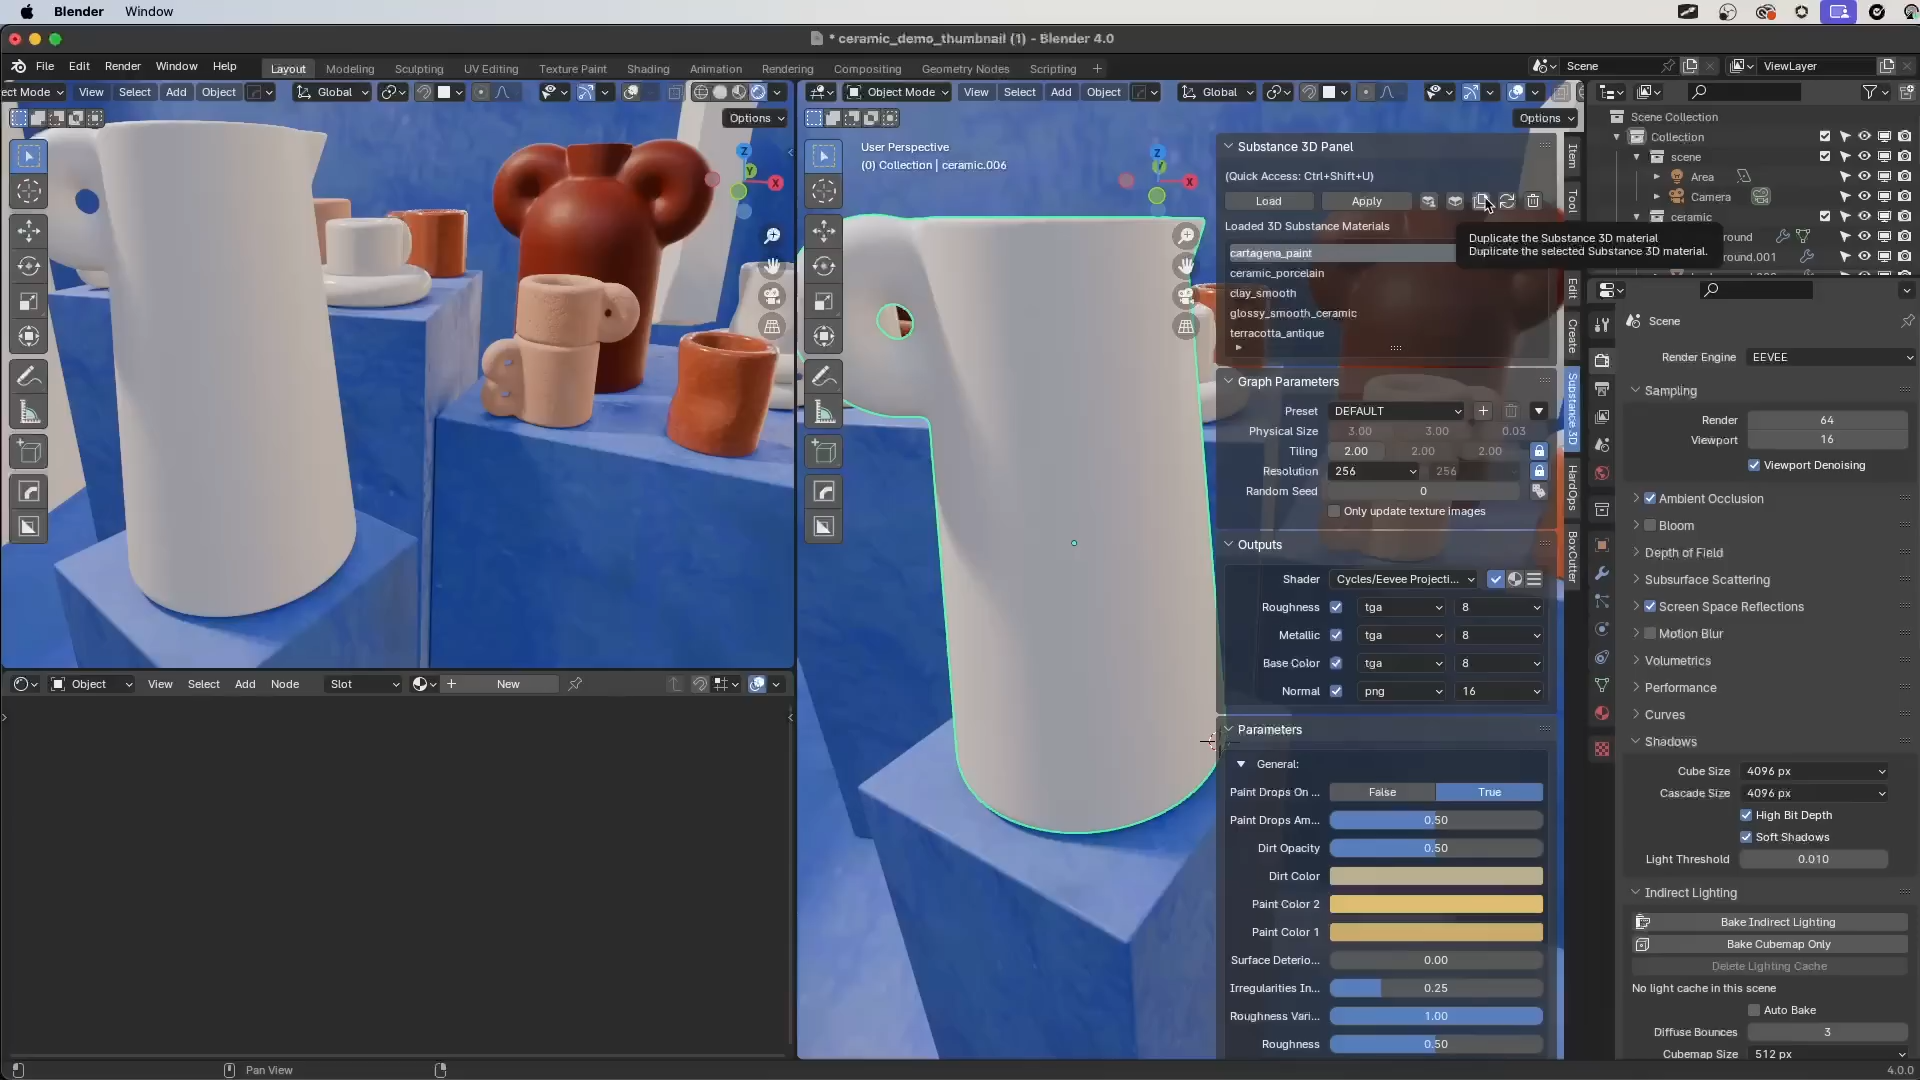 Blender Window
* ceramic_demo_thumbnail (1) - Blender 4.0
File Edit Render Window Help Layout Modeling Sculpting UV Editing Texture Paint Shading Animation Rendering Compositing Geometry Nodes Scripting + Scene ViewLayer
ect Mode View Select Add Object Global
Object Mode View Select Add Object Global
Options
Options
User Perspective
(0) Collection | ceramic.006
Z
Y
X
Z
Y
X
Substance 3D Panel
(Quick Access: Ctrl+Shift+U)
Load Apply
Loaded 3D Substance Materials
cartagena_paint
ceramic_porcelain
clay_smooth
glossy_smooth_ceramic
terracotta_antique
Duplicate the Substance 3D material
Duplicate the selected Substance 3D material.
Graph Parameters
Preset DEFAULT
Physical Size 3.00 3.00 0.03
Tiling 2.00 2.00 2.00
Resolution 256 256
Random Seed 0
Only update texture images
Outputs
Shader Cycles/Eevee Projecti...
Roughness tga 8
Metallic tga 8
Base Color tga 8
Normal png 16
Parameters
General:
Paint Drops On ... False True
Paint Drops Am... 0.50
Dirt Opacity 0.50
Dirt Color
Paint Color 2
Paint Color 1
Surface Deterio... 0.00
Irregularities In... 0.25
Roughness Vari... 1.00
Roughness 0.50
Item
Tool
Edit
Create
Substance 3D
HardOps
BoxCutter
Scene Collection
Collection
scene
Area
Camera
ceramic
round
round.001
Scene
Render Engine EEVEE
Sampling
Render 64
Viewport 16
Viewport Denoising
Ambient Occlusion
Bloom
Depth of Field
Subsurface Scattering
Screen Space Reflections
Motion Blur
Volumetrics
Performance
Curves
Shadows
Cube Size 4096 px
Cascade Size 4096 px
High Bit Depth
Soft Shadows
Light Threshold 0.010
Indirect Lighting
Bake Indirect Lighting
Bake Cubemap Only
Delete Lighting Cache
No light cache in this scene
Auto Bake
Diffuse Bounces 3
Cubemap Size 512 px
Object View Select Add Node Slot New
Pan View
4.0.0